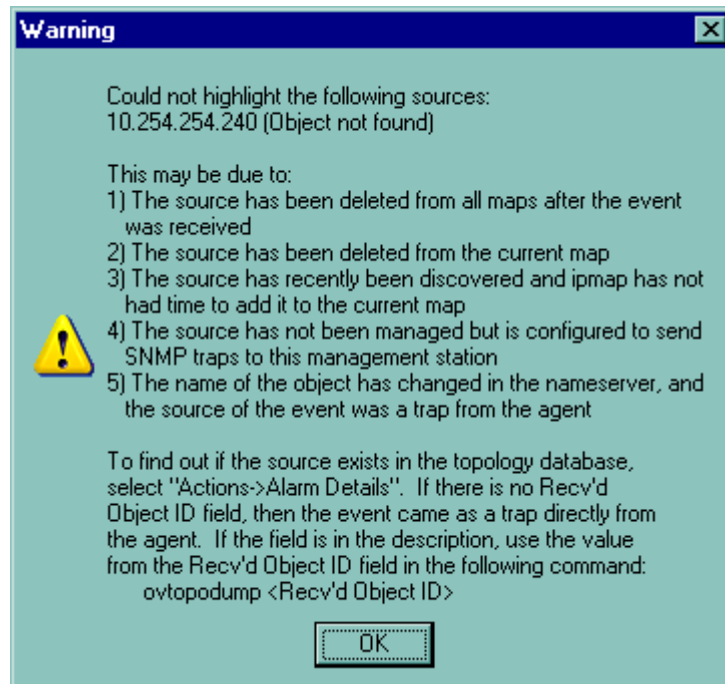 Warning
Could not highlight the following sources:
10.254.254.240 (Object not found)
This may be due to:
1) The source has been deleted from all maps after the event
was received
2) The source has been deleted from the current map
3) The source has recently been discovered and ipmap has not
had time to add it to the current map
4) The source has not been managed but is configured to send
SNMP traps to this management station
5) The name of the object has changed in the nameserver, and
the source of the event was a trap from the agent
To find out if the source exists in the topology database,
select "Actions->Alarm Details".  If there is no Recv'd
Object ID field, then the event came as a trap directly from
the agent.  If the field is in the description, use the value
from the Recv'd Object ID field in the following command:
ovtopodump <Recv'd Object ID>
OK